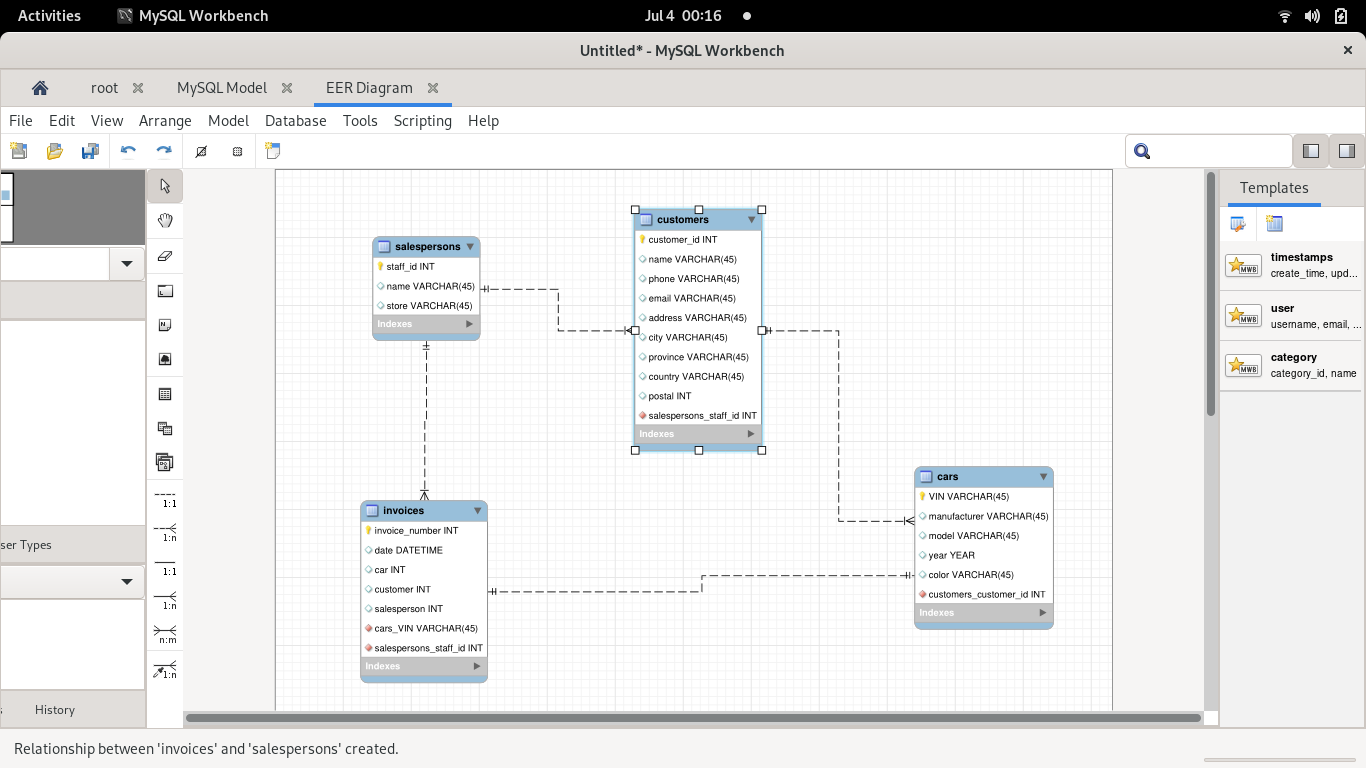 Activities
MySQL Workbench
Jul 4 00:16
Untitled* - MySQL Workbench
root
MySQL Model
EER Diagram
File Edit View Arrange Model Database Tools Scripting Help
Templates
timestamps
create_time, upd...
user
username, email, ...
category
category_id, name
customers
customer_id INT
name VARCHAR(45)
phone VARCHAR(45)
email VARCHAR(45)
address VARCHAR(45)
city VARCHAR(45)
province VARCHAR(45)
country VARCHAR(45)
postal INT
salespersons_staff_id INT
Indexes
salespersons
staff_id INT
name VARCHAR(45)
store VARCHAR(45)
Indexes
invoices
invoice_number INT
date DATETIME
car INT
customer INT
salesperson INT
cars_VIN VARCHAR(45)
salespersons_staff_id INT
Indexes
cars
VIN VARCHAR(45)
manufacturer VARCHAR(45)
model VARCHAR(45)
year YEAR
color VARCHAR(45)
customers_customer_id INT
Indexes
1:1
1:n
1:1
1:n
n:m
1:n
ser Types
s
History
MWB
MWB
MWB
Relationship between 'invoices' and 'salespersons' created.